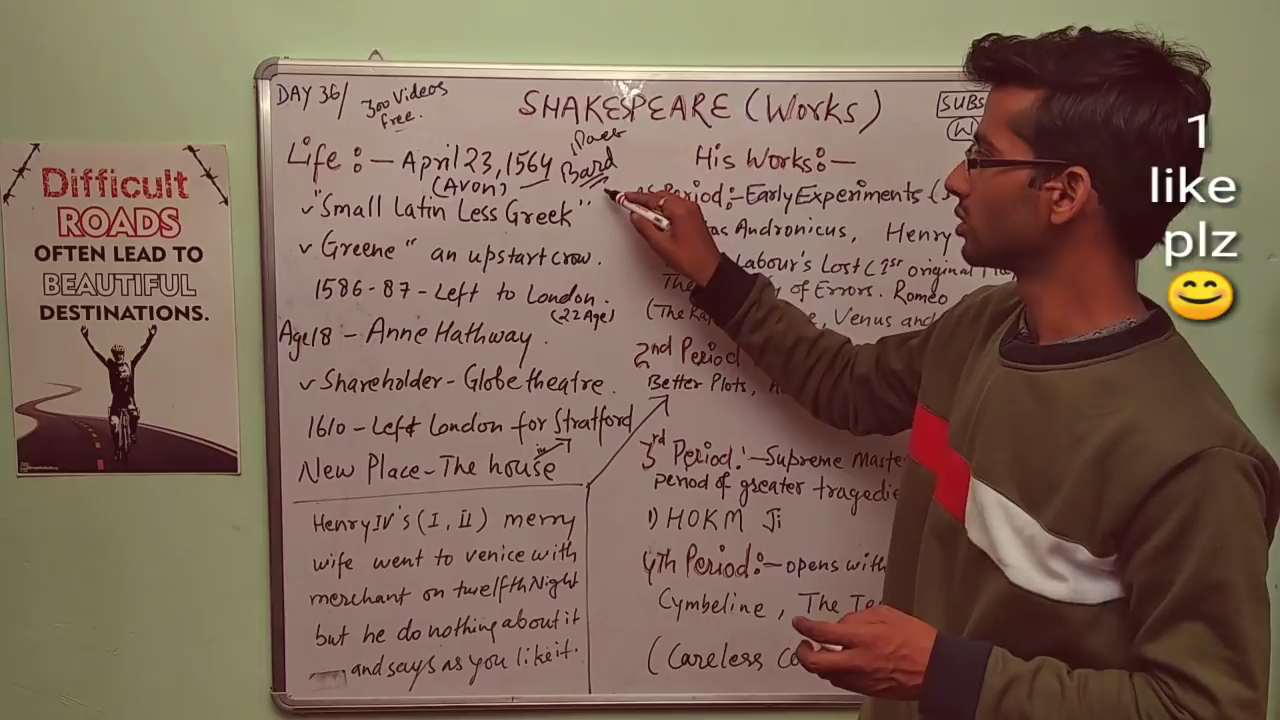 Difficult
ROADS
OFTEN LEAD TO
BEAUTIFUL
DESTINATIONS.
DAY 36/
300 Videos
free.
SHAKESPEARE (Works)
SUBS
(W)
Life :- April 23, 1564
Bard
(Avon)
✓ "Small Latin Less Greek"
✓ Greene " an upstart crow.
1586-87 - Left to London.
(22 Age)
Age 18 - Anne Hathway.
✓ Shareholder - Globe theatre.
1610 - Left London for Stratford
in
New Place - The house
Henry IV's (I, II) merry
wife went to venice with
merchant on twelfth Night
but he do nothing about it
and says as you like it.
His Works:-
Period:- Early Experiments
Andronicus, Henry
Labour's Lost (1st original
of Errors. Romeo
Venus and
2nd Period
Better Plots,
3rd Period:- Supreme Maste
period of greater tragedie
1) HOKM Ji
4th Period:- opens with
Cymbeline, The Te
(Careless Co
1
like
plz
😊